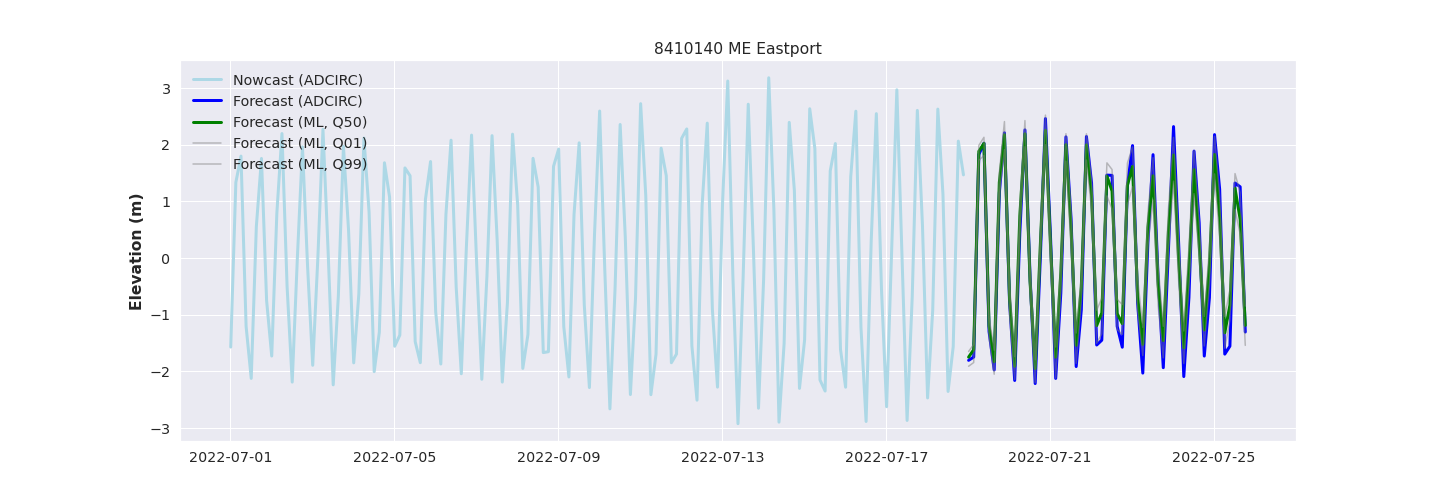 8410140 ME Eastport
Nowcast (ADCIRC)
Forecast (ADCIRC)
Forecast (ML, Q50)
Forecast (ML, Q01)
Forecast (ML, Q99)
Elevation (m)
3
2
1
0
−1
−2
−3
2022-07-01 2022-07-05 2022-07-09 2022-07-13 2022-07-17 2022-07-21 2022-07-25